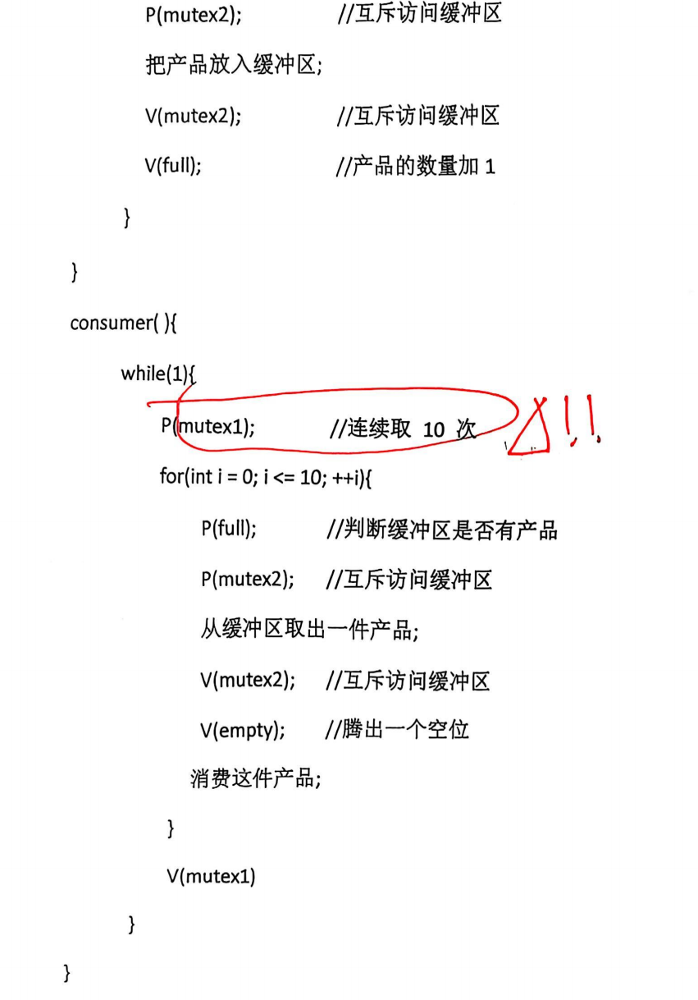 P(mutex2); //互斥访问缓冲区
把产品放入缓冲区;
V(mutex2); //互斥访问缓冲区
V(full); //产品的数量加 1
}
}
consumer( ){
while(1){
P(mutex1); //连续取 10 次 !!
for(int i = 0; i <= 10; ++i){
P(full); //判断缓冲区是否有产品
P(mutex2); //互斥访问缓冲区
从缓冲区取出一件产品;
V(mutex2); //互斥访问缓冲区
V(empty); //腾出一个空位
消费这件产品;
}
V(mutex1)
}
}